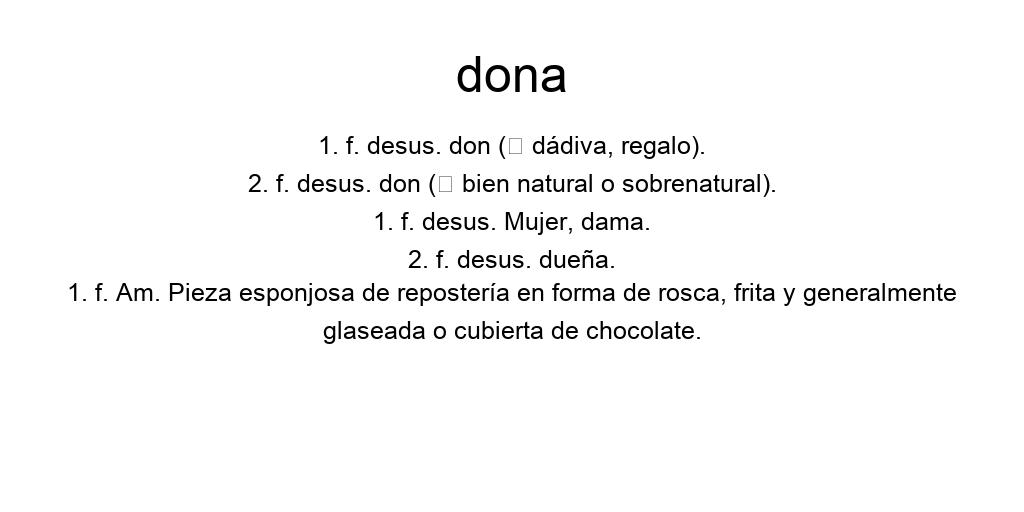 dona
1. f. desus. don (□ dádiva, regalo).
2. f. desus. don (□ bien natural o sobrenatural).
1. f. desus. Mujer, dama.
2. f. desus. dueña.
1. f. Am. Pieza esponjosa de repostería en forma de rosca, frita y generalmente
glaseada o cubierta de chocolate.